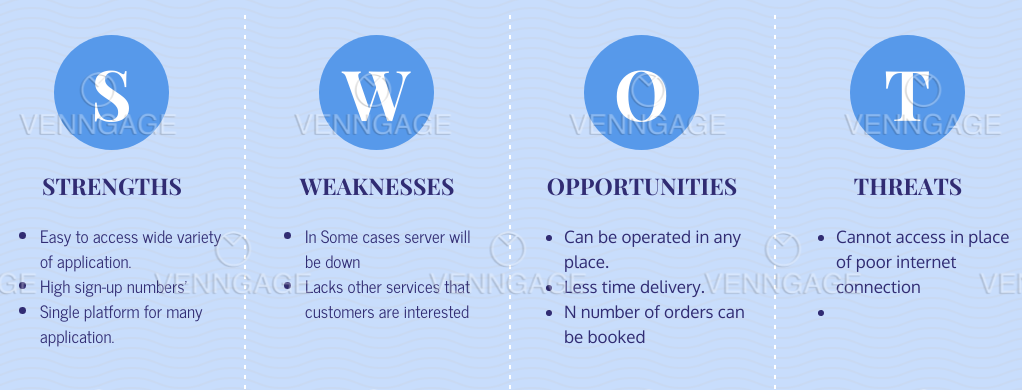 S
W
O
T
VENNGAGE
VENNGAGE
VENNGAGE
VENNGAGE
STRENGTHS
WEAKNESSES
OPPORTUNITIES
THREATS
Easy to access wide variety
of application.
High sign-up numbers'
Single platform for many
application.
In Some cases server will
be down
Lacks other services that
customers are interested
Can be operated in any
place.
Less time delivery.
N number of orders can
be booked
Cannot access in place
of poor internet
connection
VENNGAGE
VENNGAGE
VENNGAGE